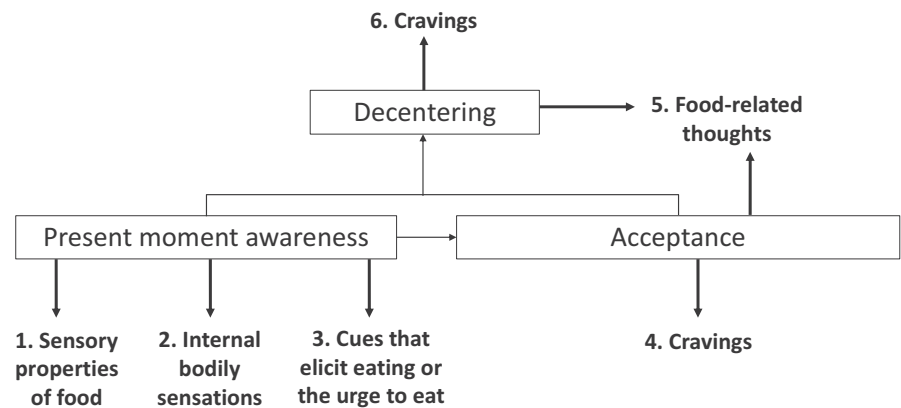 6. Cravings
Decentering
5. Food-related
thoughts
Present moment awareness
Acceptance
1. Sensory
properties
of food
2. Internal
bodily
sensations
3. Cues that
elicit eating or
the urge to eat
4. Cravings